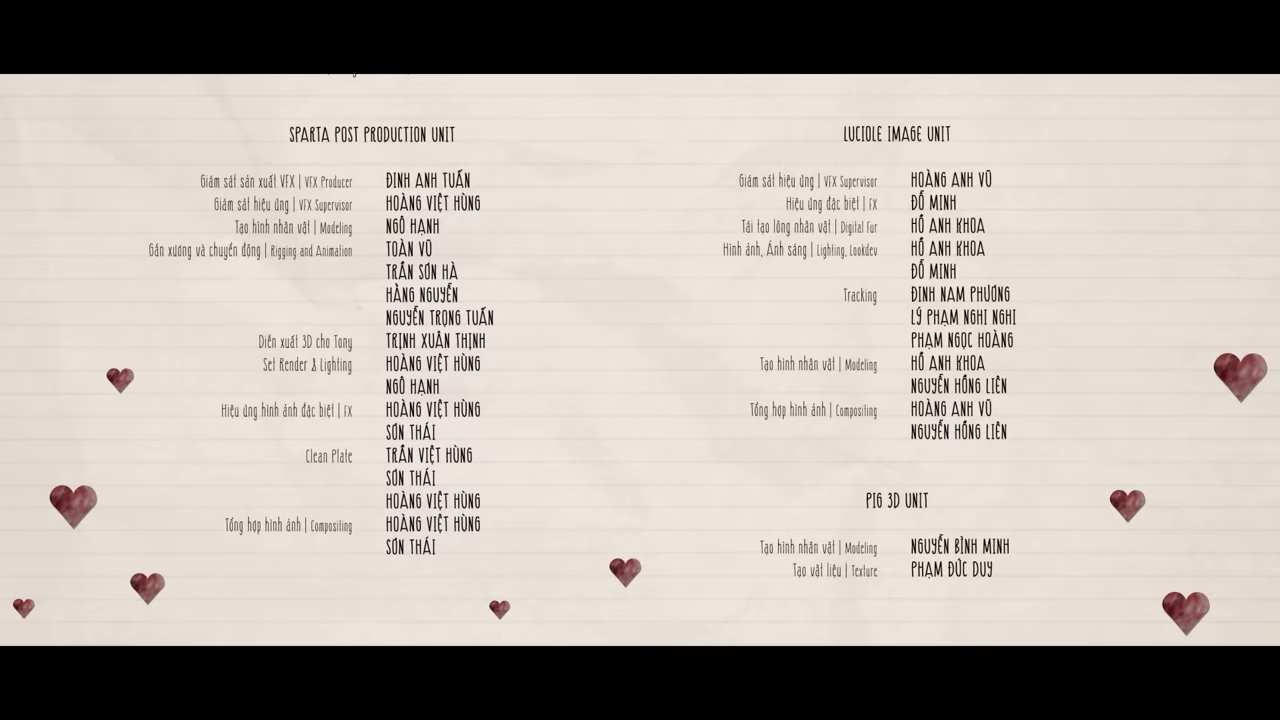 SPARTA POST PRODUCTION UNIT
Giám sát sản xuất VFX | VFX Producer ĐINH ANH TUẤN
Giám sát hiệu ứng | VFX Supervisor HOÀNG VIỆT HÙNG
Tạo hình nhân vật | Modeling NGÔ HẠNH
Gắn xương và chuyển động | Rigging and Animation TOÀN VŨ
TRẦN SƠN HÀ
HẰNG NGUYỄN
NGUYỄN TRỌNG TUẤN
Diễn xuất 3D cho Tony TRỊNH XUÂN THỊNH
Set Render & Lighting HOÀNG VIỆT HÙNG
NGÔ HẠNH
Hiệu ứng hình ảnh đặc biệt | FX HOÀNG VIỆT HÙNG
SƠN THÁI
Clean Plate TRẦN VIỆT HÙNG
SƠN THÁI
HOÀNG VIỆT HÙNG
Tổng hợp hình ảnh | Compositing HOÀNG VIỆT HÙNG
SƠN THÁI
LUCIOLE IMAGE UNIT
Giám sát hiệu ứng | VFX Supervisor HOÀNG ANH VŨ
Hiệu ứng đặc biệt | FX ĐỖ MINH
Tái tạo lông nhân vật | Digital Fur HỒ ANH KHOA
Hình ảnh, Ánh sáng | Lighting, Lookdev HỒ ANH KHOA
ĐỖ MINH
Tracking ĐINH NAM PHƯƠNG
LÝ PHẠM NGHI NGHI
PHẠM NGỌC HOÀNG
Tạo hình nhân vật | Modeling HỒ ANH KHOA
NGUYỄN HỒNG LIÊN
Tổng hợp hình ảnh | Compositing HOÀNG ANH VŨ
NGUYỄN HỒNG LIÊN
PIG 3D UNIT
Tạo hình nhân vật | Modeling NGUYỄN BÌNH MINH
Tạo vật liệu | Texture PHẠM ĐỨC DUY